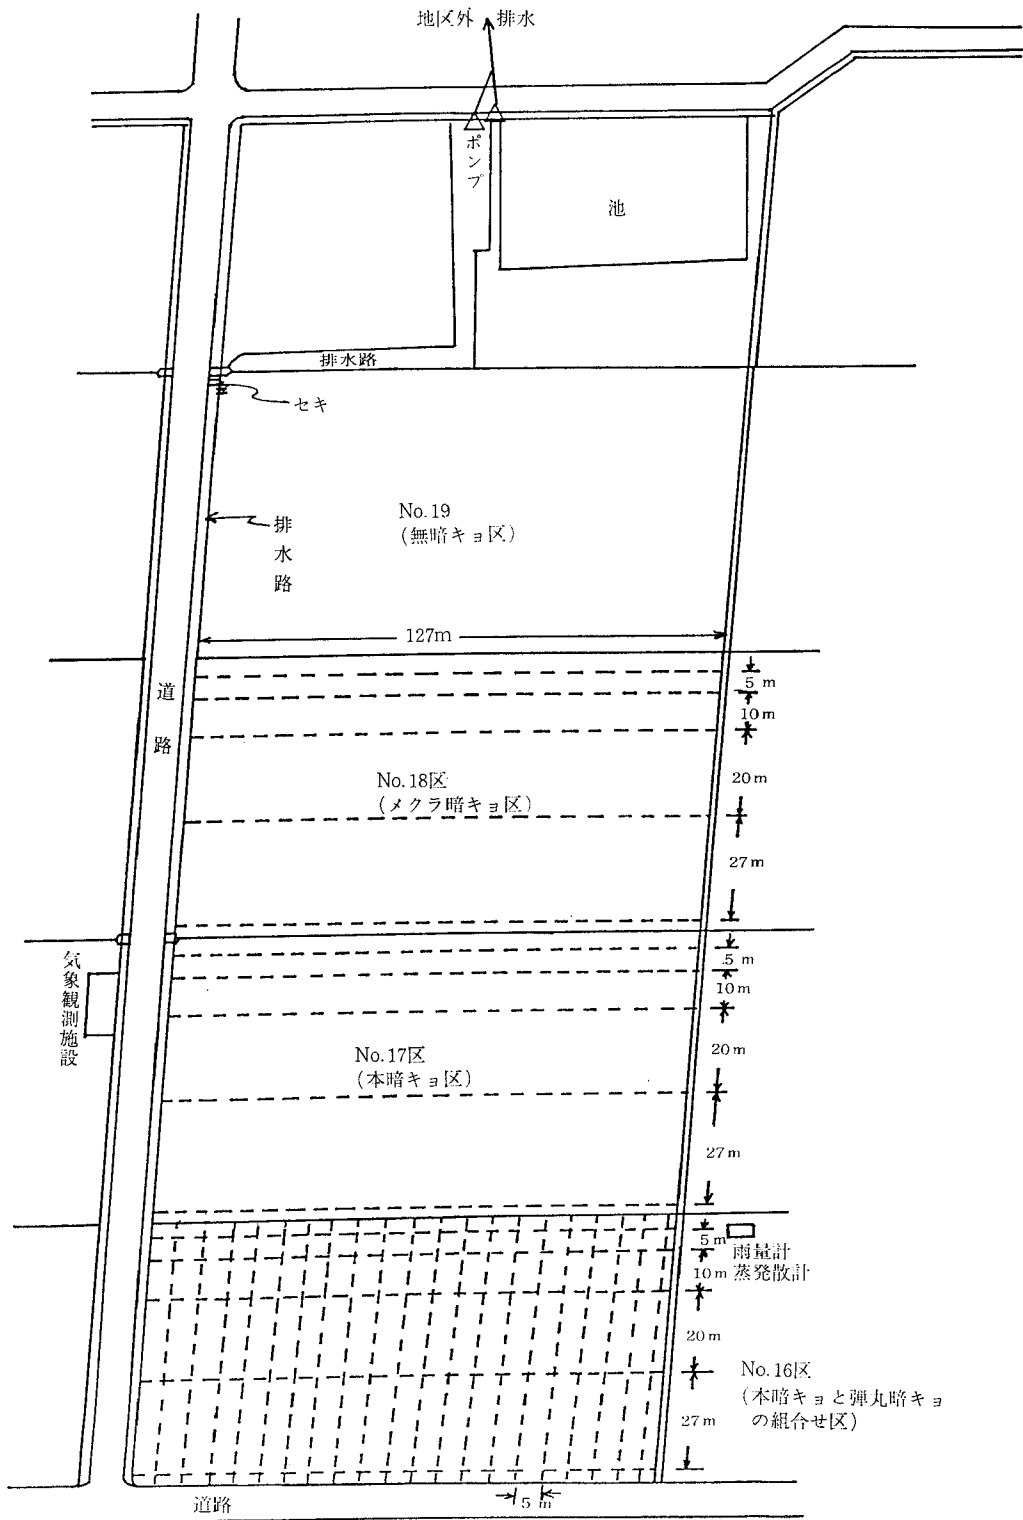 地区外 排水
ポンプ
池
排水路
セキ
No.19
(無暗キョ区)
排水路
127m
道路
5m
10m
No.18区
(メクラ暗キョ区)
20m
27m
気象観測施設
5m
10m
No.17区
(本暗キョ区)
20m
27m
5m
雨量計
10m
蒸発散計
20m
No.16区
(本暗キョと弾丸暗キョ
の組合せ区)
27m
5m
道路